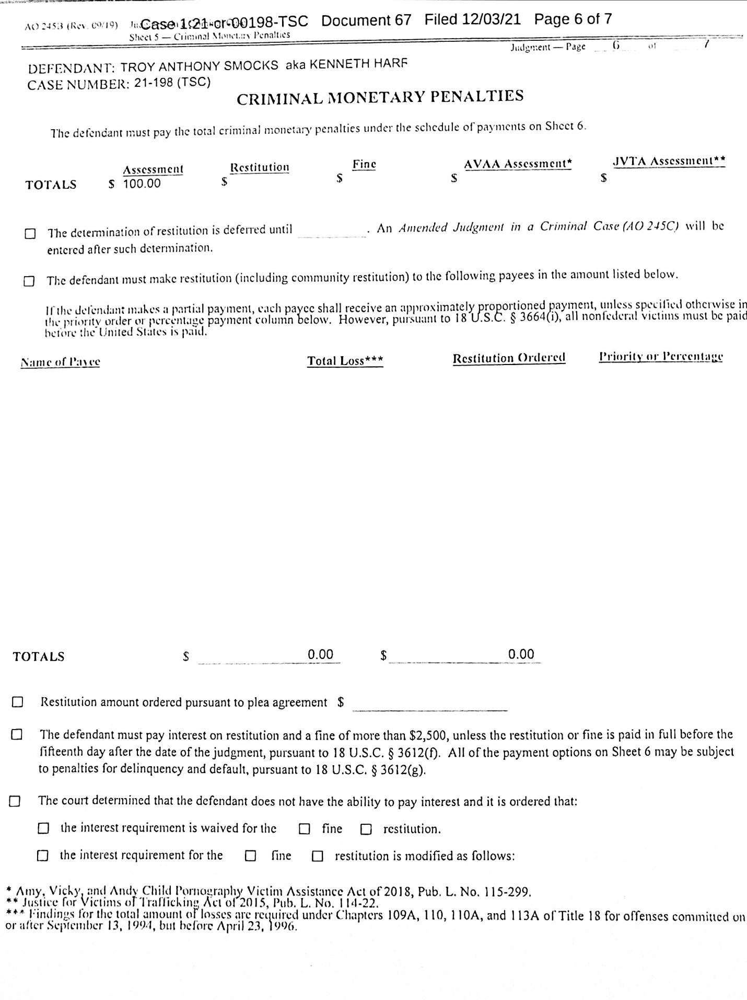 AO 245B (Rev. 09/19) Case 1:21-cr-00198-TSC Document 67 Filed 12/03/21 Page 6 of 7
Sheet 5 — Criminal Monetary Penalties
Judgment — Page 6 of 7
DEFENDANT: TROY ANTHONY SMOCKS aka KENNETH HARF
CASE NUMBER: 21-198 (TSC)
CRIMINAL MONETARY PENALTIES
The defendant must pay the total criminal monetary penalties under the schedule of payments on Sheet 6.
Assessment Restitution Fine AVAA Assessment* JVTA Assessment**
TOTALS $ 100.00 $ $ $ $
☐ The determination of restitution is deferred until ________. An Amended Judgment in a Criminal Case (AO 245C) will be
entered after such determination.
☐ The defendant must make restitution (including community restitution) to the following payees in the amount listed below.
If the defendant makes a partial payment, each payee shall receive an approximately proportioned payment, unless specified otherwise in
the priority order or percentage payment column below. However, pursuant to 18 U.S.C. § 3664(i), all nonfederal victims must be paid
before the United States is paid.
Name of Payee Total Loss*** Restitution Ordered Priority or Percentage
TOTALS $ 0.00 $ 0.00
☐ Restitution amount ordered pursuant to plea agreement $ ________
☐ The defendant must pay interest on restitution and a fine of more than $2,500, unless the restitution or fine is paid in full before the
fifteenth day after the date of the judgment, pursuant to 18 U.S.C. § 3612(f). All of the payment options on Sheet 6 may be subject
to penalties for delinquency and default, pursuant to 18 U.S.C. § 3612(g).
☐ The court determined that the defendant does not have the ability to pay interest and it is ordered that:
☐ the interest requirement is waived for the ☐ fine ☐ restitution.
☐ the interest requirement for the ☐ fine ☐ restitution is modified as follows:
* Amy, Vicky, and Andy Child Pornography Victim Assistance Act of 2018, Pub. L. No. 115-299.
** Justice for Victims of Trafficking Act of 2015, Pub. L. No. 114-22.
*** Findings for the total amount of losses are required under Chapters 109A, 110, 110A, and 113A of Title 18 for offenses committed on
or after September 13, 1994, but before April 23, 1996.